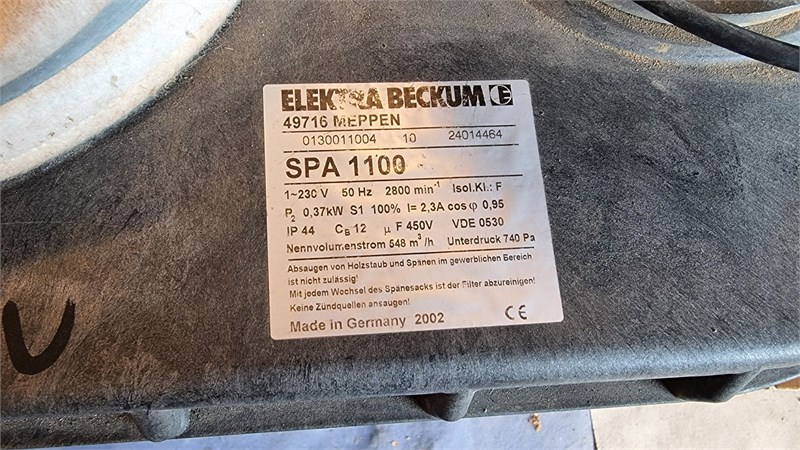 ELEKTRA BECKUM
49716 MEPPEN
0130011004 10 24014464
SPA 1100
1~230 V 50 Hz 2800 min⁻¹ Isol.Kl.: F
P₂ 0,37kW S1 100% I= 2,3A cos φ 0,95
IP 44 C_B 12 µ F 450V VDE 0530
Nennvolumenstrom 548 m³/h Unterdruck 740 Pa
Absaugen von Holzstaub und Spänen im gewerblichen Bereich
ist nicht zulässig!
Mit jedem Wechsel des Spänesacks ist der Filter abzureinigen!
Keine Zündquellen ansaugen!
Made in Germany 2002 CE